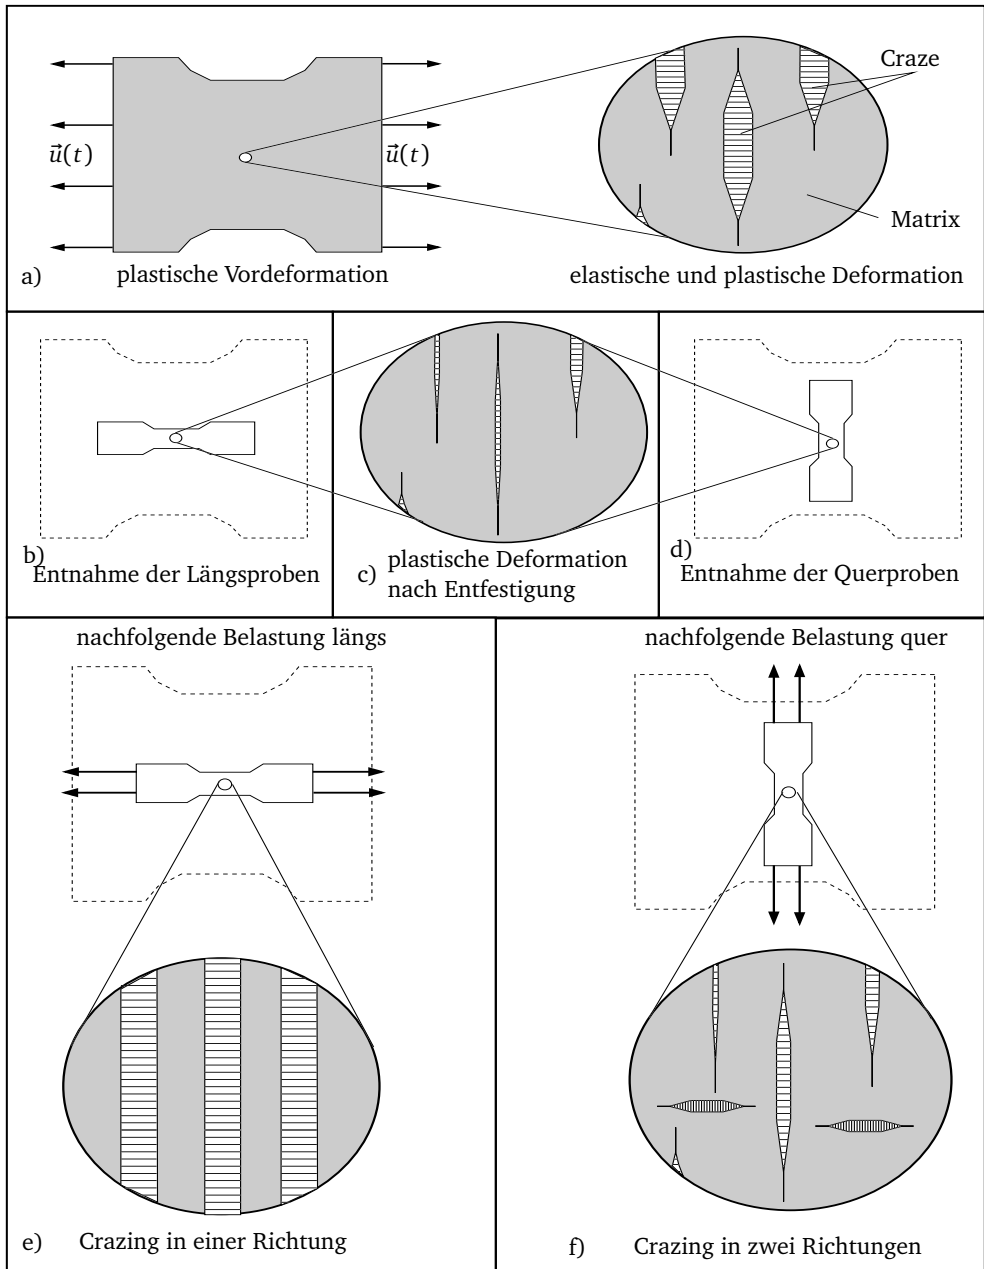 Craze
u⃗(t)
u⃗(t)
Matrix
a)
plastische Vordeformation
elastische und plastische Deformation
b)
Entnahme der Längsproben
c)
plastische Deformation
nach Entfestigung
d)
Entnahme der Querproben
nachfolgende Belastung längs
nachfolgende Belastung quer
e)
Crazing in einer Richtung
f)
Crazing in zwei Richtungen